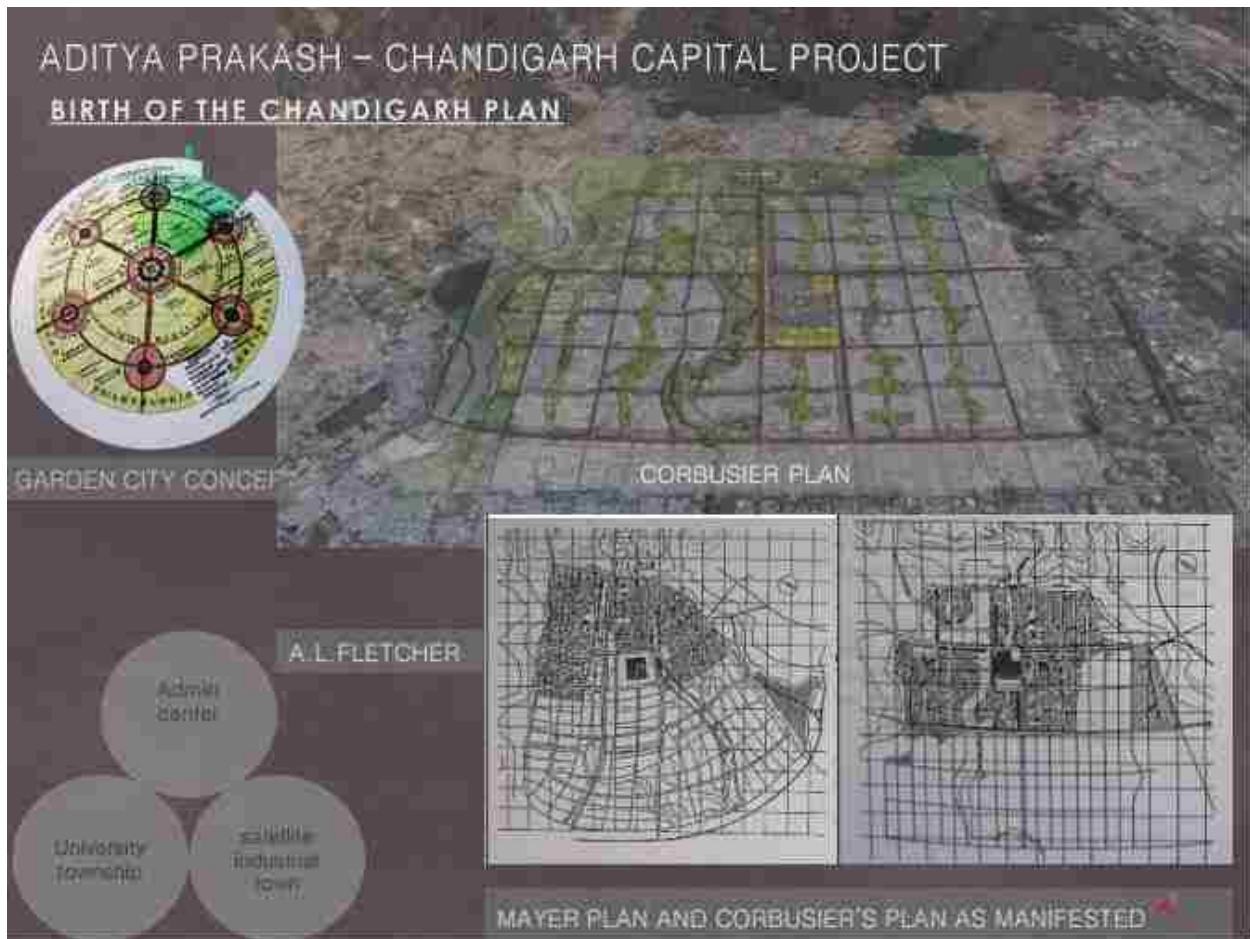 ADITYA PRAKASH – CHANDIGARH CAPITAL PROJECT
BIRTH OF THE CHANDIGARH PLAN
GARDEN CITY CONCEP
CORBUSIER PLAN
A.L.FLETCHER
Admin
center
University
township
satellite
industrial
town
MAYER PLAN AND CORBUSIER'S PLAN AS MANIFESTED